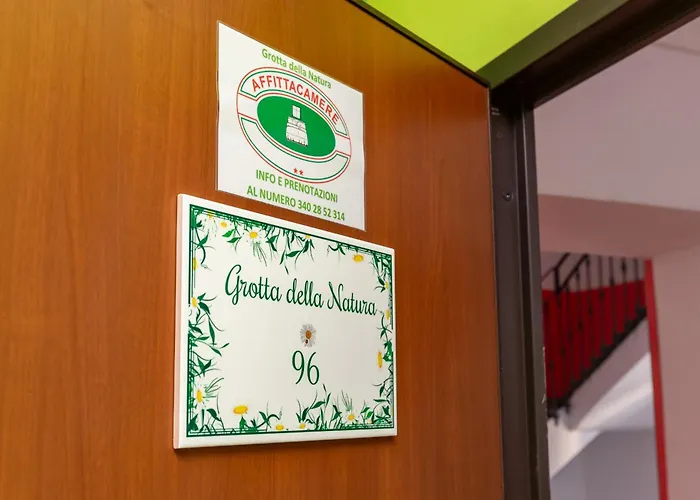 Grotta della Natura
AFFITTACAMERE
INFO E PRENOTAZIONI
AL NUMERO 340 28 52 314
Grotta della Natura
96